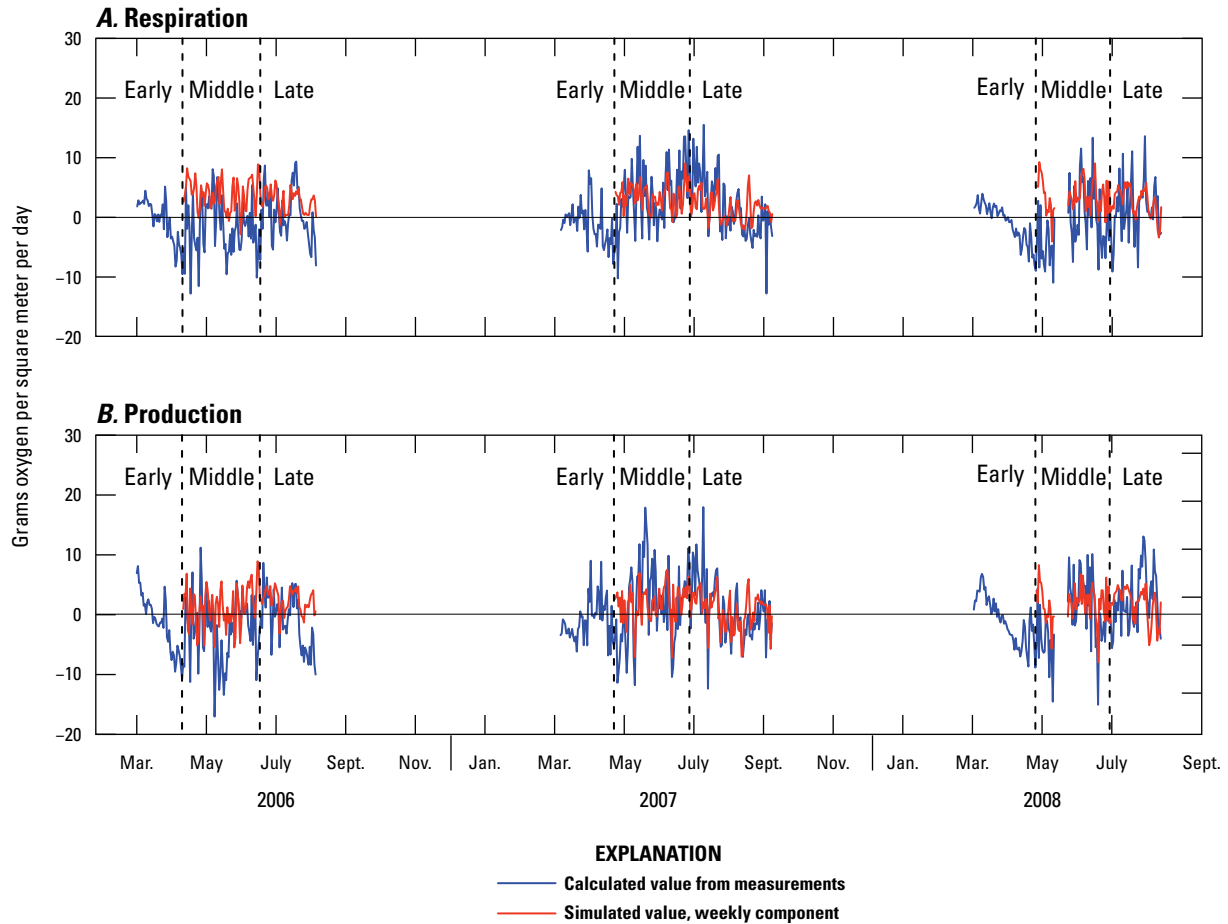 A. Respiration
30
20
10
0
–10
–20
Early Middle Late
Early Middle Late
Early Middle Late
Grams oxygen per square meter per day
B. Production
30
20
10
0
–10
–20
Early Middle Late
Early Middle Late
Early Middle Late
Mar. May July Sept. Nov. Jan. Mar. May July Sept. Nov. Jan. Mar. May July Sept.
2006 2007 2008
EXPLANATION
Calculated value from measurements
Simulated value, weekly component